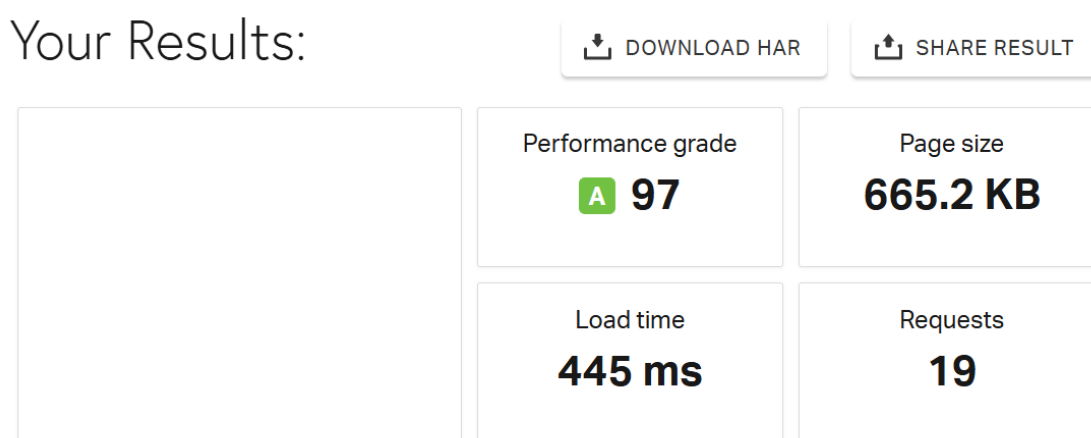 Your Results:
DOWNLOAD HAR
SHARE RESULT
Performance grade
A 97
Page size
665.2 KB
Load time
445 ms
Requests
19